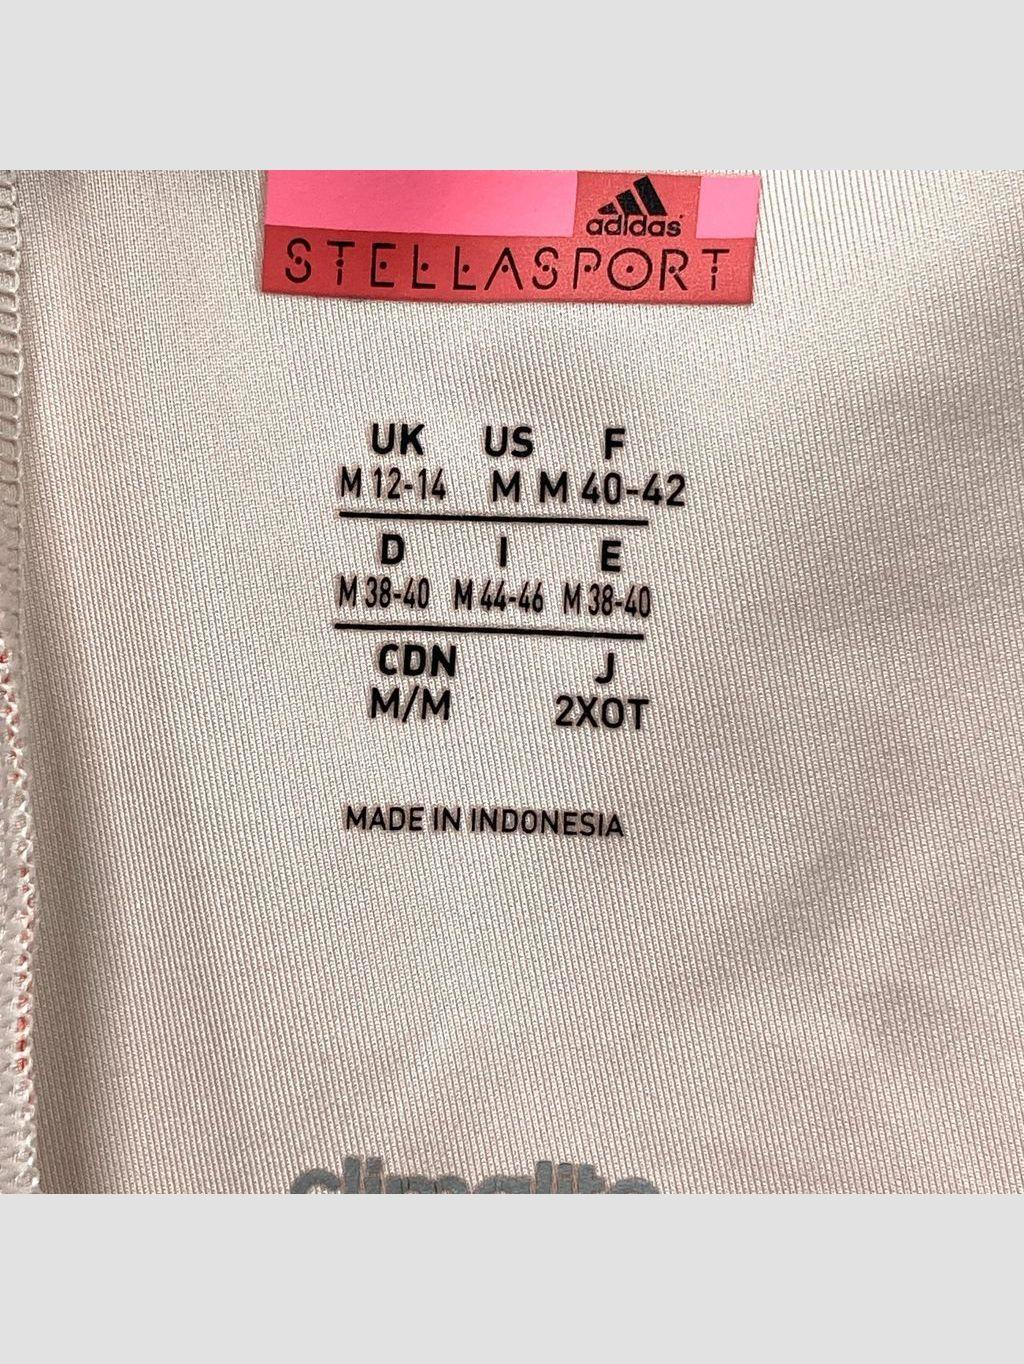 adidas
STELLASPORT
UK US F
M 12-14 M M 40-42
D I E
M 38-40 M 44-46 M 38-40
CDN J
M/M 2XOT
MADE IN INDONESIA
climalite